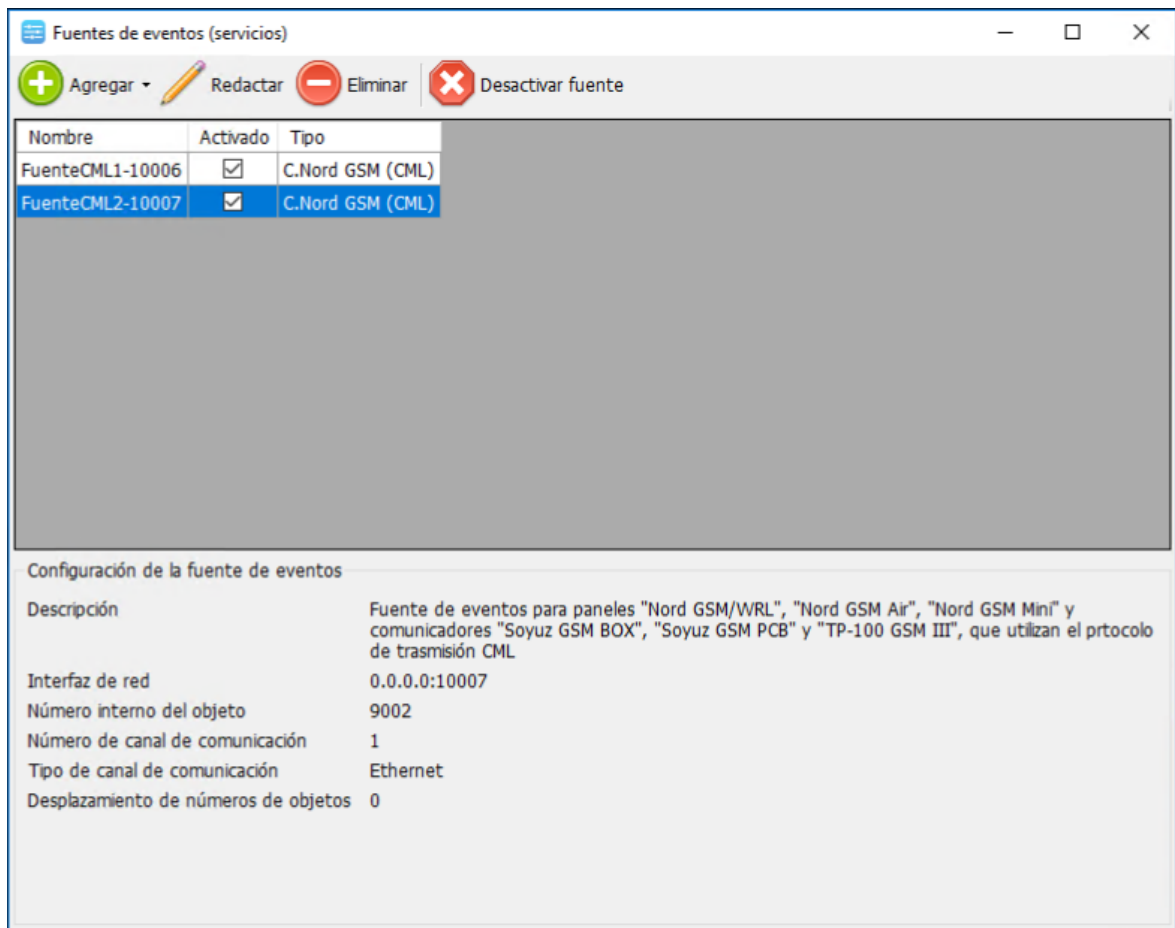 Fuentes de eventos (servicios)
Agregar Redactar Eliminar Desactivar fuente
Nombre Activado Tipo
FuenteCML1-10006 C.Nord GSM (CML)
FuenteCML2-10007 C.Nord GSM (CML)
Configuración de la fuente de eventos
Descripción Fuente de eventos para paneles "Nord GSM/WRL", "Nord GSM Air", "Nord GSM Mini" y
comunicadores "Soyuz GSM BOX", "Soyuz GSM PCB" y "TP-100 GSM III", que utilizan el prtocolo
de trasmisión CML
Interfaz de red 0.0.0.0:10007
Número interno del objeto 9002
Número de canal de comunicación 1
Tipo de canal de comunicación Ethernet
Desplazamiento de números de objetos 0